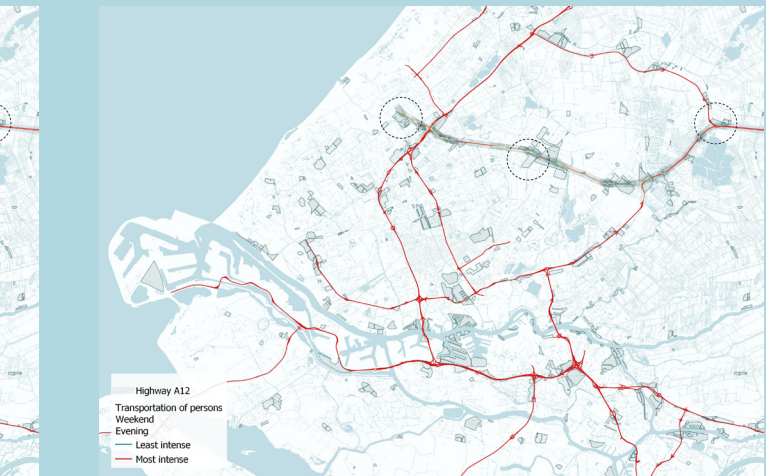 Highway A12
Transportation of persons
Weekend
Evening
Least intense
Most intense